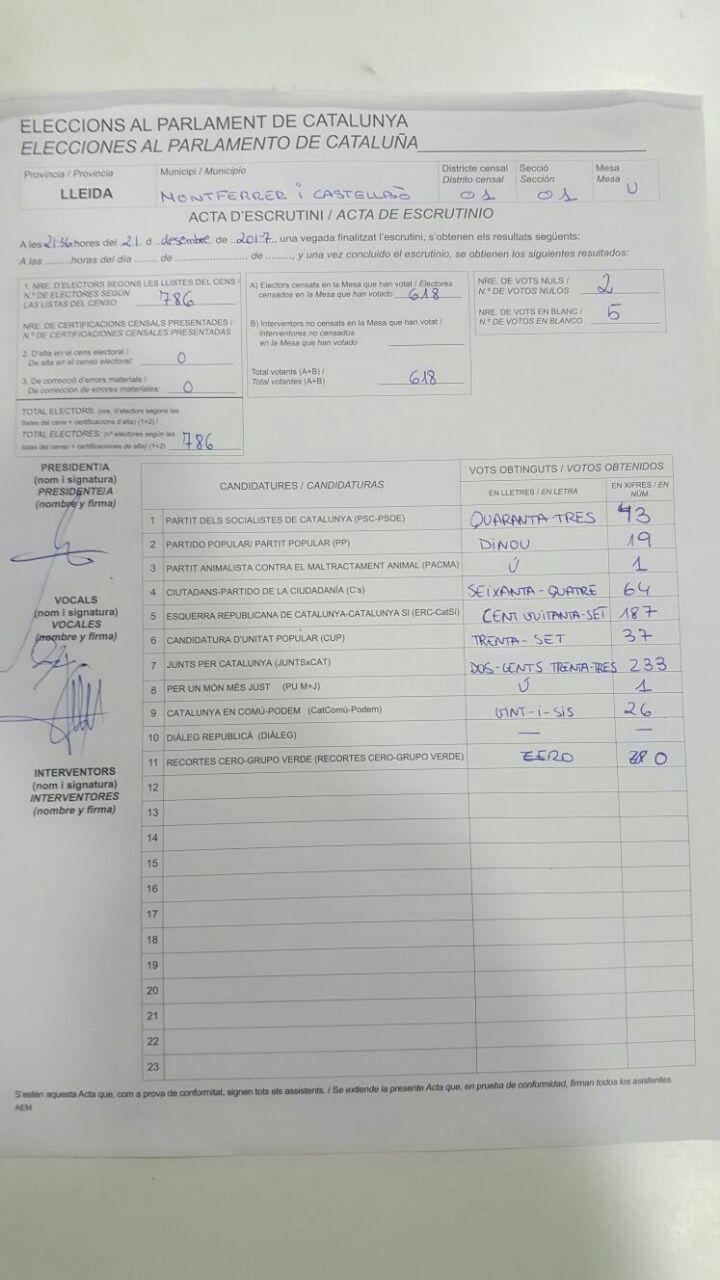 ELECCIONS AL PARLAMENT DE CATALUNYA
ELECCIONES AL PARLAMENTO DE CATALUÑA
Província / Provincia
LLEIDA
Municipi / Municipio
MONTFERRER i CASTELLBÒ
Districte censal
Distrito censal
01
Secció
Sección
01
Mesa
Mesa U
ACTA D'ESCRUTINI / ACTA DE ESCRUTINIO
A les 21:36 hores del 21 d. desembre de 2017, una vegada finalitzat l'escrutini, s'obtenen els resultats següents:
A las .........horas del día ........ de ........................ de ........., y una vez concluido el escrutinio, se obtienen los siguientes resultados:
1. NRE. D'ELECTORS SEGONS LES LLISTES DEL CENS /
N.º DE ELECTORES SEGÚN
LAS LISTAS DEL CENSO 786
NRE. DE CERTIFICACIONS CENSALS PRESENTADES /
N.º DE CERTIFICACIONES CENSALES PRESENTADAS
2. D'alta en el cens electoral /
De alta en el censo electoral: 0
3. De correcció d'errors materials /
De corrección de errores materiales: 0
TOTAL ELECTORS: (nre. d'electors segons les
llistes del cens + certificacions d'alta) (1+2) /
TOTAL ELECTORES: (nº electores según las
listas del censo + certificaciones de alta) (1+2) 786
A) Electors censats en la Mesa que han votat / Electores
censados en la Mesa que han votado 618
B) Interventors no censats en la Mesa que han votat /
Interventores no censados
en la Mesa que han votado
Total votants (A+B) /
Total votantes (A+B) 618
NRE. DE VOTS NULS /
N.º DE VOTOS NULOS 2
NRE. DE VOTS EN BLANC /
N.º DE VOTOS EN BLANCO 5
PRESIDENT/A
(nom i signatura)
PRESIDENTE/A
(nombre y firma)
VOCALS
(nom i signatura)
VOCALES
(nombre y firma)
INTERVENTORS
(nom i signatura)
INTERVENTORES
(nombre y firma)
CANDIDATURES / CANDIDATURAS
VOTS OBTINGUTS / VOTOS OBTENIDOS
EN LLETRES / EN LETRA
EN XIFRES / EN NÚM.
1 PARTIT DELS SOCIALISTES DE CATALUNYA (PSC-PSOE) QUARANTA-TRES 43
2 PARTIDO POPULAR/ PARTIT POPULAR (PP) DINOU 19
3 PARTIT ANIMALISTA CONTRA EL MALTRACTAMENT ANIMAL (PACMA) Ú 1
4 CIUTADANS-PARTIDO DE LA CIUDADANÍA (C's) SEIXANTA-QUATRE 64
5 ESQUERRA REPUBLICANA DE CATALUNYA-CATALUNYA SÍ (ERC-CatSí) CENT VUITANTA-SET 187
6 CANDIDATURA D'UNITAT POPULAR (CUP) TRENTA-SET 37
7 JUNTS PER CATALUNYA (JUNTSxCAT) DOS-CENTS TRENTA-TRES 233
8 PER UN MÓN MÉS JUST (PU M+J) Ú 1
9 CATALUNYA EN COMÚ-PODEM (CatComú-Podem) VINT-i-SIS 26
10 DIÀLEG REPUBLICÀ (DIÀLEG) — —
11 RECORTES CERO-GRUPO VERDE (RECORTES CERO-GRUPO VERDE) ZERO 0
12
13
14
15
16
17
18
19
20
21
22
23
S'estén aquesta Acta que, com a prova de conformitat, signen tots els assistents. / Se extiende la presente Acta que, en prueba de conformidad, firman todos los asistentes.
AEM